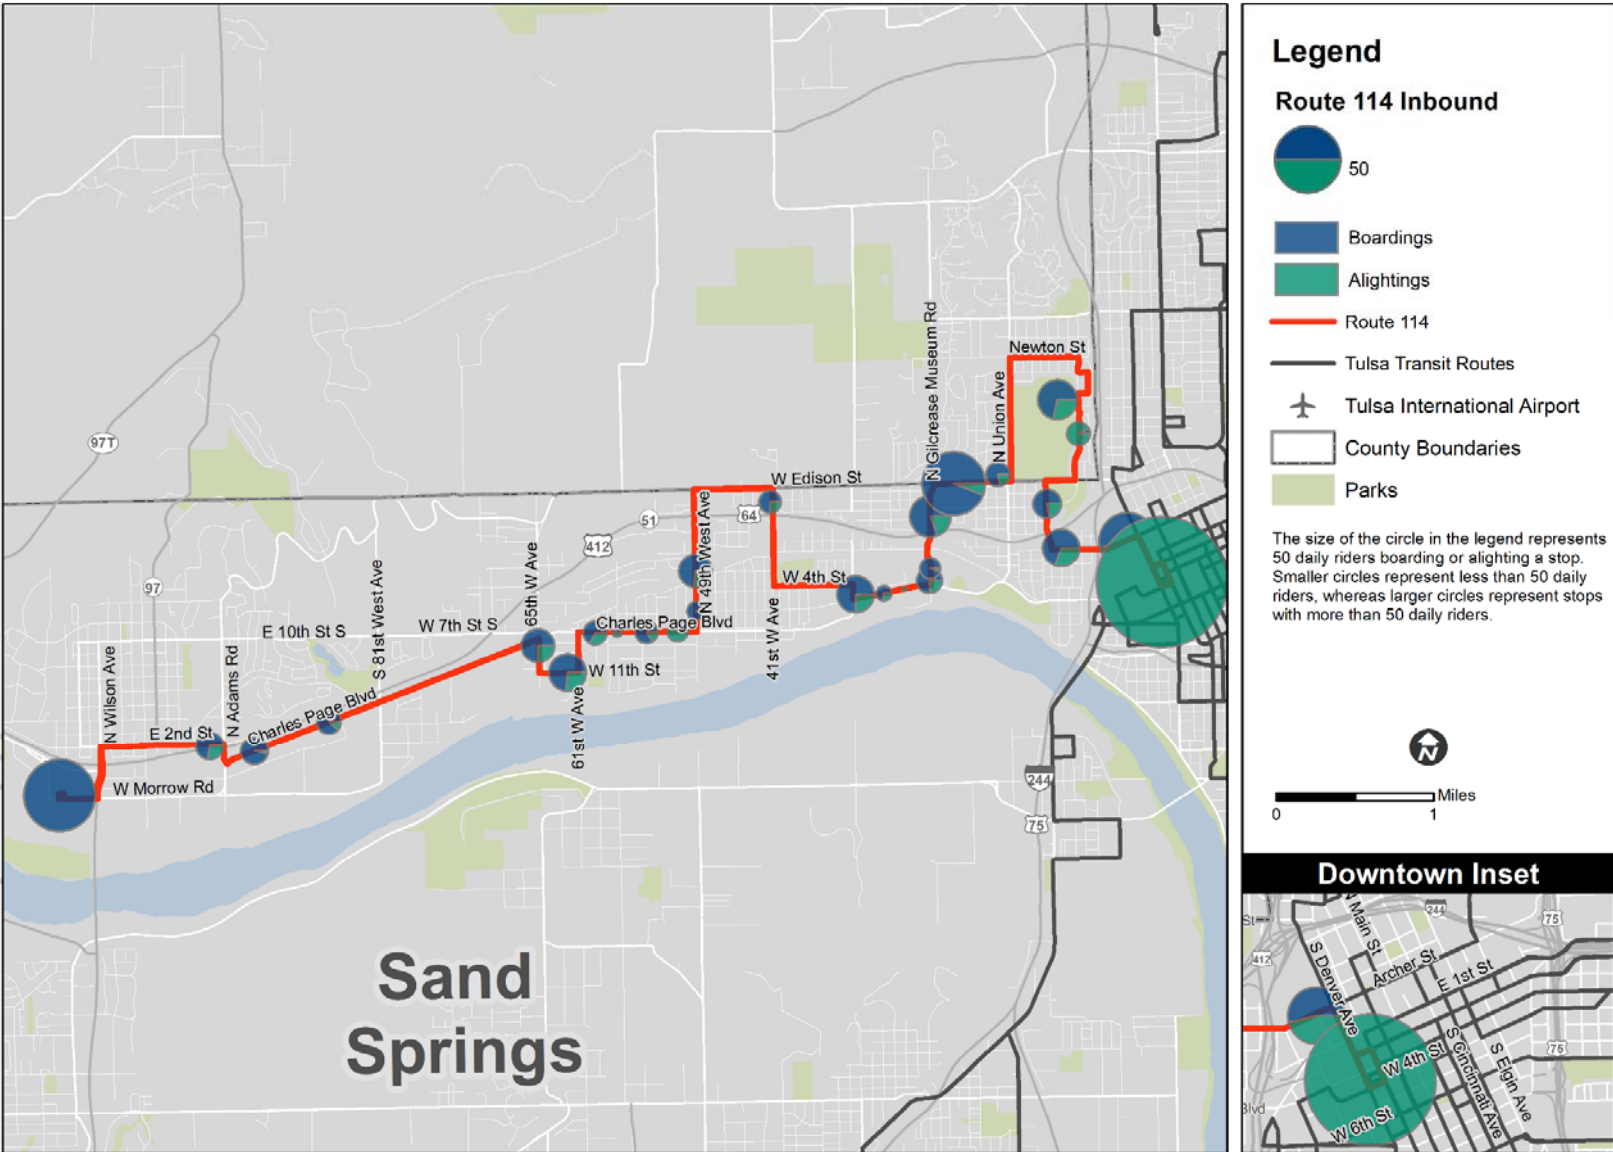 97T
97
412
51
64
244
75
N Gilcrease Museum Rd
Newton St
N Union Ave
W Edison St
N 49th West Ave
W 4th St
41st W Ave
65th W Ave
Charles Page Blvd
W 7th St S
E 10th St S
S 81st West Ave
W 11th St
61st W Ave
N Wilson Ave
N Adams Rd
E 2nd St
Charles Page Blvd
W Morrow Rd
Sand
Springs
Legend
Route 114 Inbound
50
Boardings
Alightings
Route 114
Tulsa Transit Routes
Tulsa International Airport
County Boundaries
Parks
The size of the circle in the legend represents
50 daily riders boarding or alighting a stop.
Smaller circles represent less than 50 daily
riders, whereas larger circles represent stops
with more than 50 daily riders.
N
Miles
0 1
Downtown Inset
St
N Main St
244
75
412
S Denver Ave
Archer St
E 1st St
W 4th St
S Cincinnati Ave
S Elgin Ave
75
Blvd
W 6th St